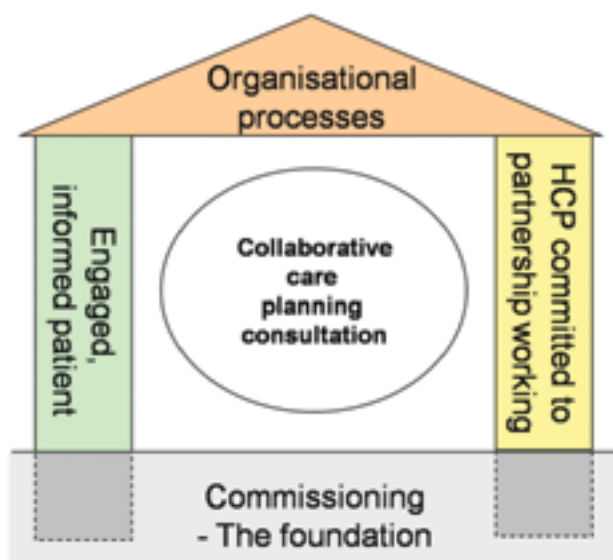 Organisational
processes
Engaged,
informed patient
Collaborative
care
planning
consultation
HCP committed to
partnership working
Commissioning
- The foundation